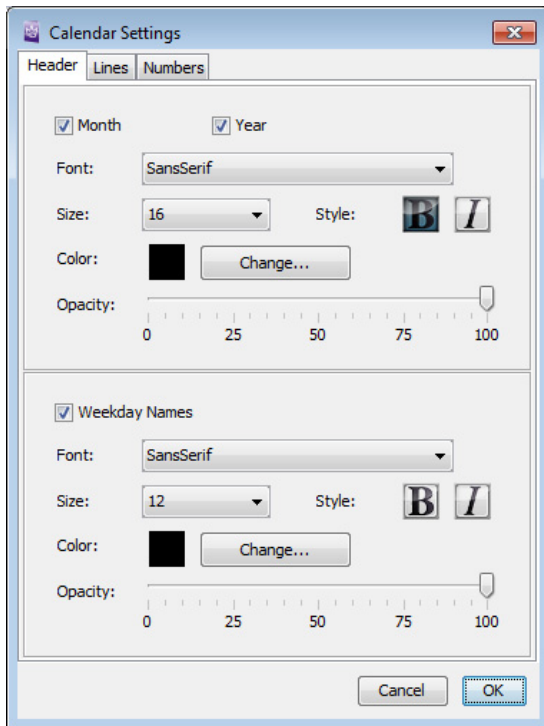 Calendar Settings
Header Lines Numbers
Month Year
Font: SansSerif
Size: 16 Style: B I
Color: Change...
Opacity:
0 25 50 75 100
Weekday Names
Font: SansSerif
Size: 12 Style: B I
Color: Change...
Opacity:
0 25 50 75 100
Cancel OK